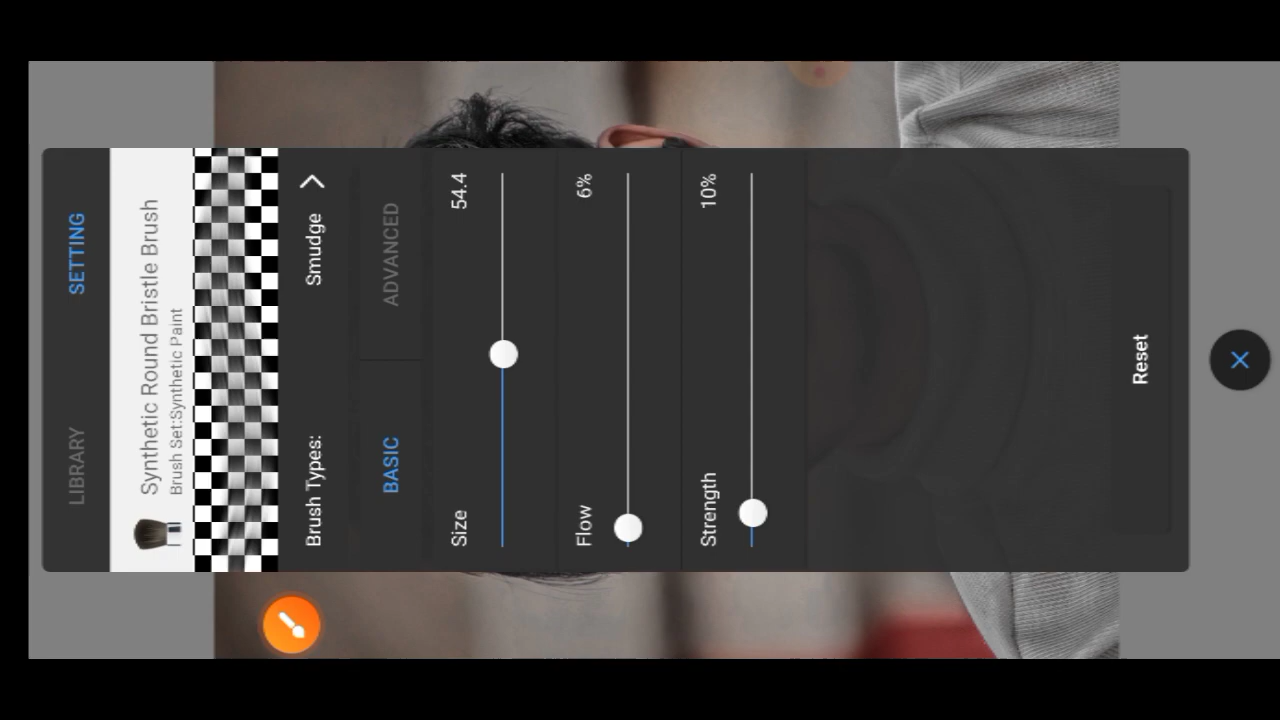 LIBRARY SETTING
Synthetic Round Bristle Brush
Brush Set:Synthetic Paint
Brush Types: Smudge
BASIC ADVANCED
Size 54.4
Flow 6%
Strength 10%
Reset